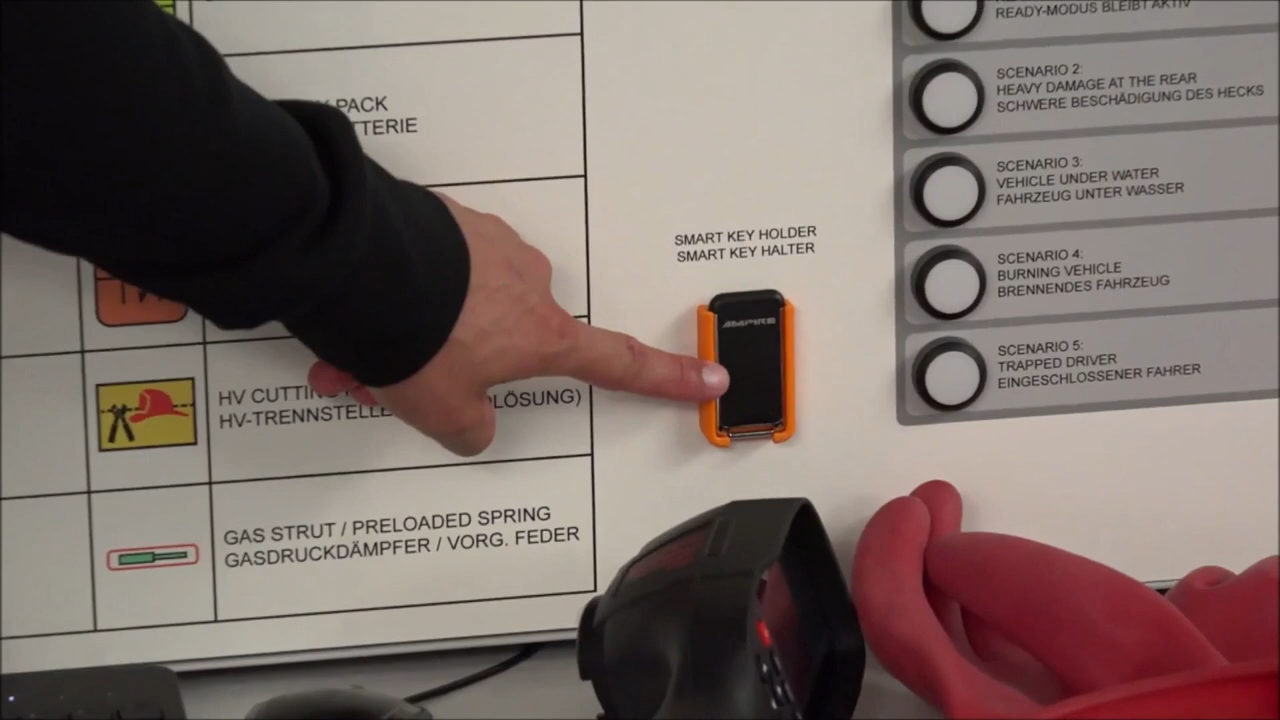 PACK
TTERIE
HV CUTTING
HV-TRENNSTELLE LÖSUNG)
GAS STRUT / PRELOADED SPRING
GASDRUCKDÄMPFER / VORG. FEDER
SMART KEY HOLDER
SMART KEY HALTER
AMPIRE
READY-MODUS BLEIBT AKTIV
SCENARIO 2:
HEAVY DAMAGE AT THE REAR
SCHWERE BESCHÄDIGUNG DES HECKS
SCENARIO 3:
VEHICLE UNDER WATER
FAHRZEUG UNTER WASSER
SCENARIO 4:
BURNING VEHICLE
BRENNENDES FAHRZEUG
SCENARIO 5:
TRAPPED DRIVER
EINGESCHLOSSENER FAHRER